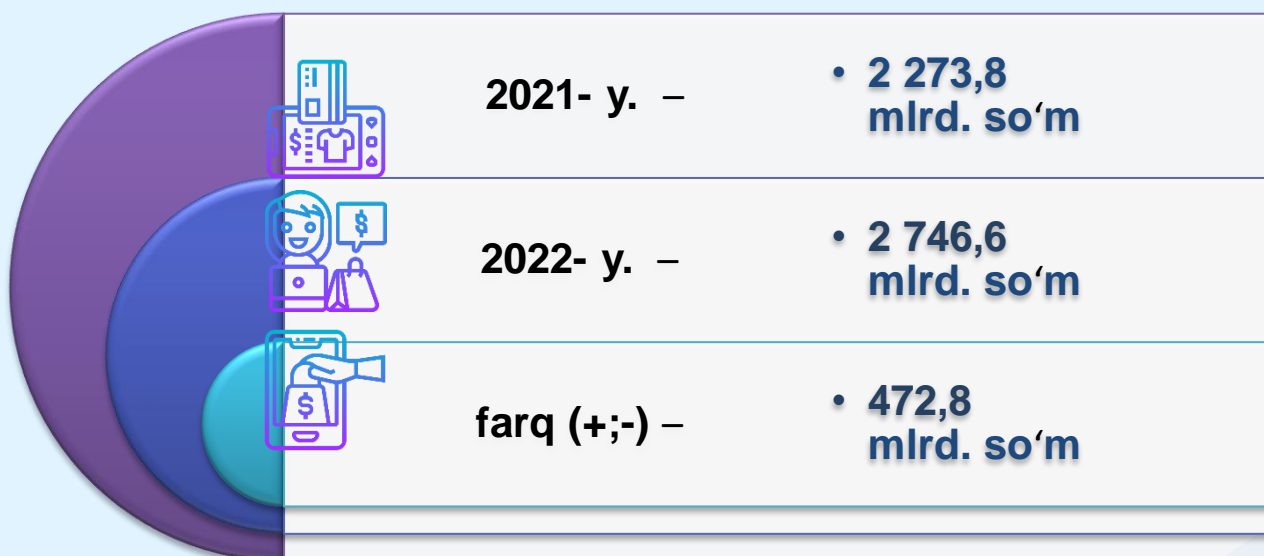 2021- y. –
• 2 273,8
mlrd. so‘m
2022- y. –
• 2 746,6
mlrd. so‘m
farq (+;-) –
• 472,8
mlrd. so‘m